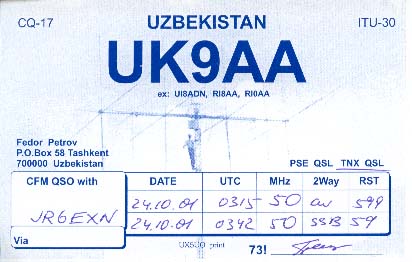 CQ-17 UZBEKISTAN ITU-30
UK9AA
ex: UI8ADN, RI8AA, RI0AA
Fedor Petrov
P.O.Box 58 Tashkent
700000 Uzbekistan
PSE QSL TNX QSL
CFM QSO with DATE UTC MHz 2Way RST
JR6EXN 24.10.01 0315 50 CW 599
24.10.01 0342 50 SSB 59
Via
UX5UO print 73!